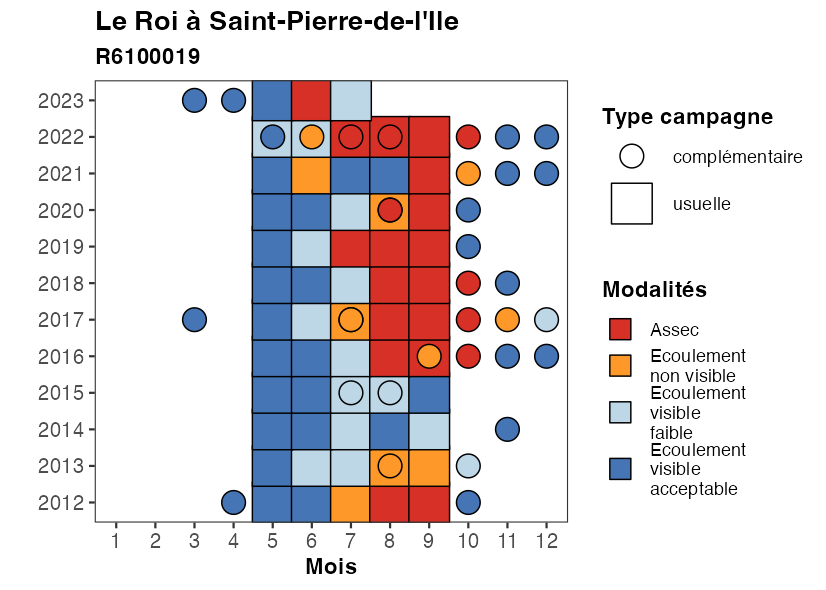 Le Roi à Saint-Pierre-de-l'Ile
R6100019
2023
2022
2021
2020
2019
2018
2017
2016
2015
2014
2013
2012
1 2 3 4 5 6 7 8 9 10 11 12
Mois
Type campagne
complémentaire
usuelle
Modalités
Assec
Ecoulement
non visible
Ecoulement
visible
faible
Ecoulement
visible
acceptable